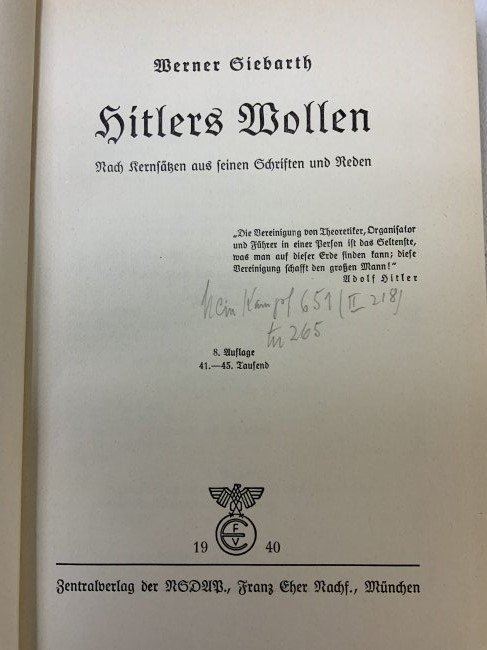 Werner Siebarth
Hitlers Wollen
Nach Kernsätzen aus seinen Schriften und Reden
„Die Vereinigung von Theoretiker, Organisator
und Führer in einer Person ist das Seltenste,
was man auf dieser Erde finden kann; diese
Vereinigung schafft den großen Mann!“
Adolf Hitler
Mein Kampf 651 (II 218)
265
8. Auflage
41.—45. Tausend
F
E
V
19 40
Zentralverlag der NSDAP., Franz Eher Nachf., München